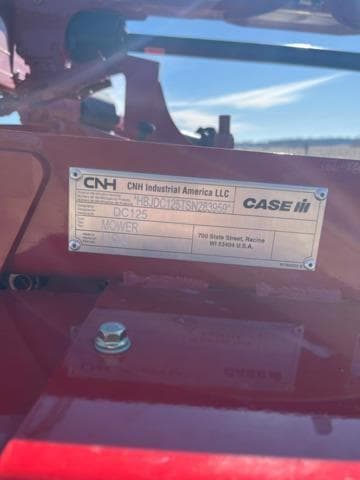 CNH
CNH Industrial America LLC
*HBJDC125TSN283959*
CASE IH
DC125
MOWER
700 State Street, Racine
WI 53404 U.S.A.